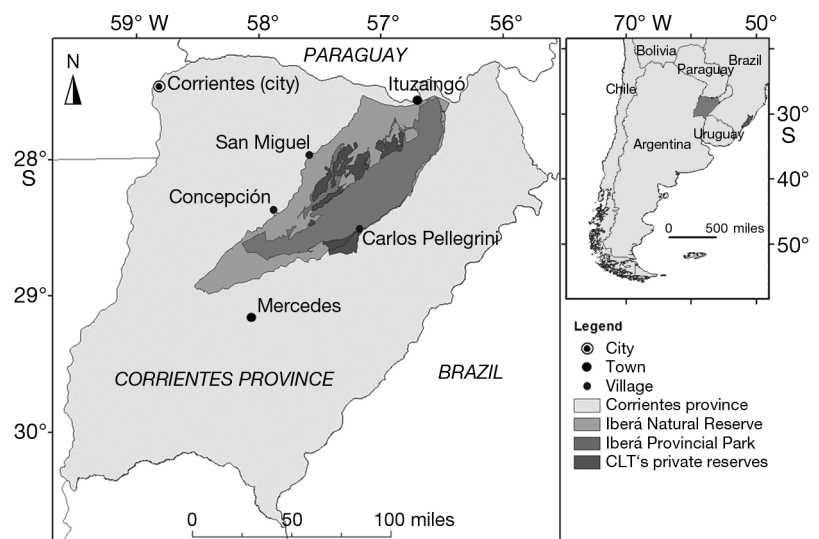 59° 58° 57° 56°
PARAGUAY
N
Corrientes (city)
Ituzaingó
San Miguel
28°
S
Concepción
Carlos Pellegrini
29°
Mercedes
CORRIENTES PROVINCE
BRAZIL
30°
0 50 100 miles
70° W 50°
Bolivia
Brazil
Paraguay
Chile
30°
S
Uruguay
Argentina
40°
0 500 miles
50°
Legend
City
Town
Village
Corrientes province
Iberá Natural Reserve
Iberá Provincial Park
CLT's private reserves